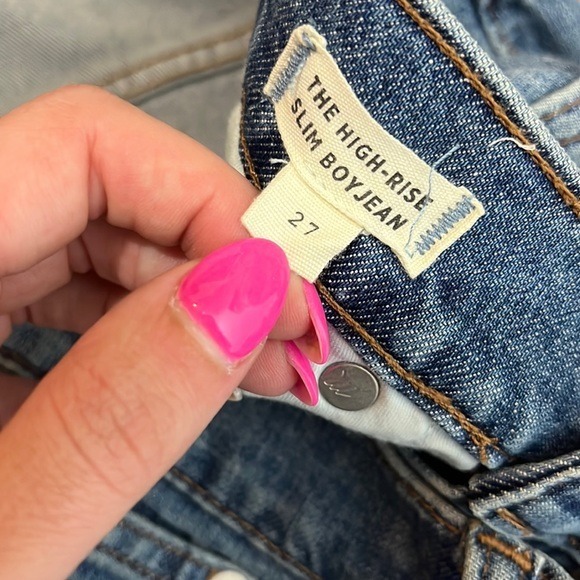 THE HIGH-RISE
SLIM BOYJEAN
27